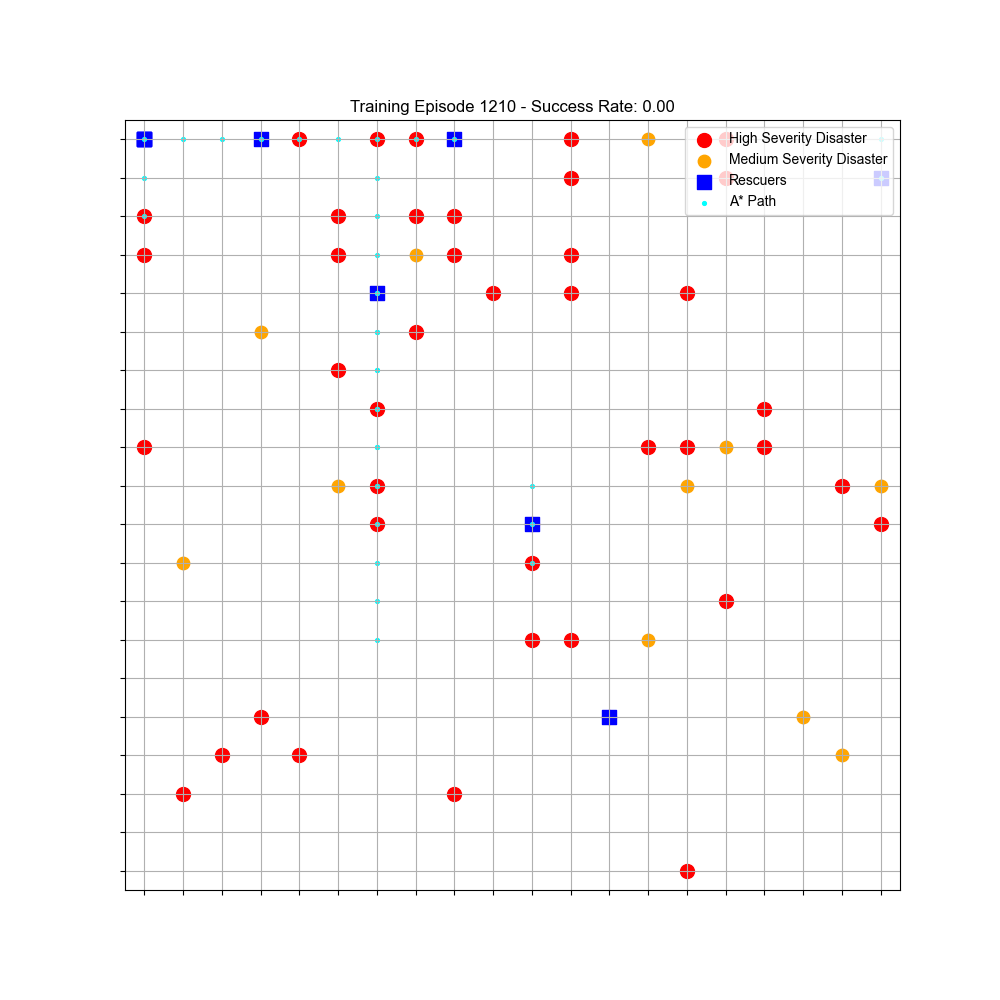 Training Episode 1210 - Success Rate: 0.00
High Severity Disaster
Medium Severity Disaster
Rescuers
A* Path